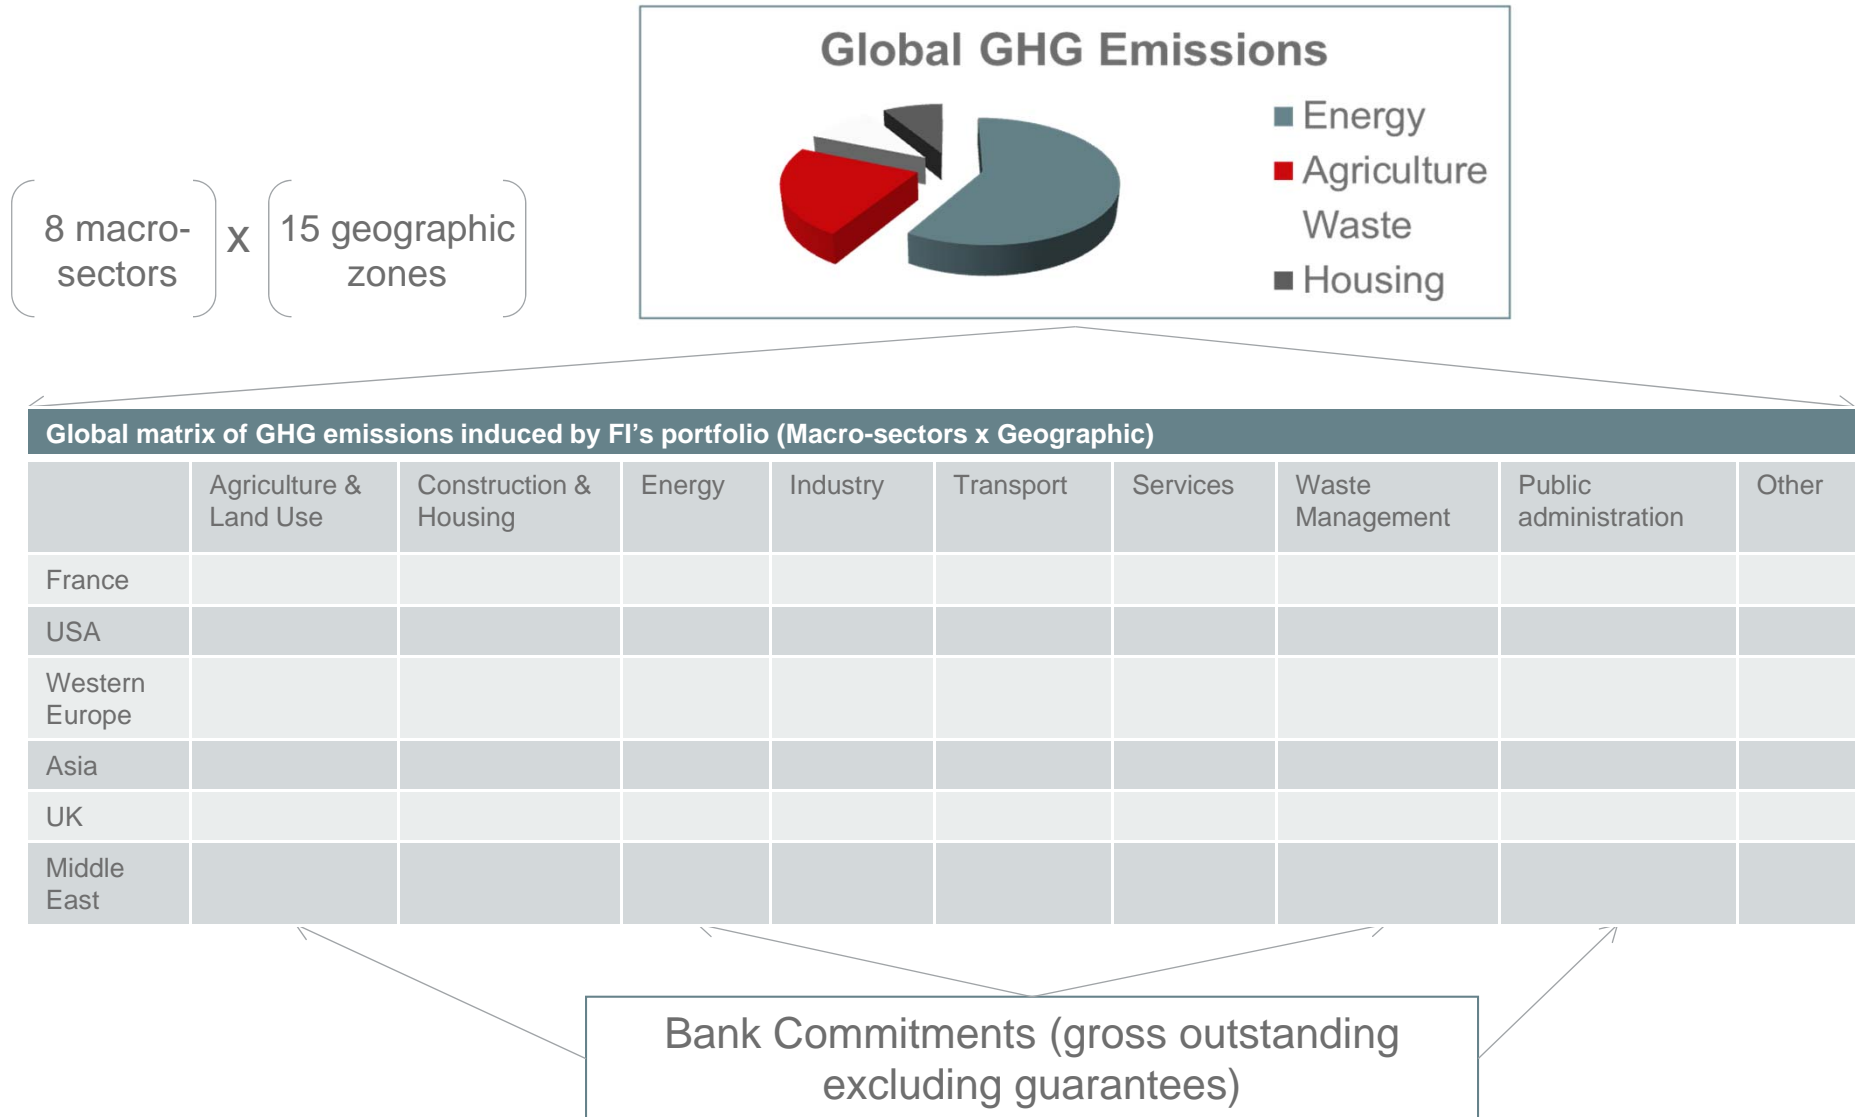 Global GHG Emissions
Energy
Agriculture
Waste
Housing
8 macro-
sectors
x
15 geographic
zones
Global matrix of GHG emissions induced by FI’s portfolio (Macro-sectors x Geographic)
Agriculture &
Land Use
Construction &
Housing
Energy
Industry
Transport
Services
Waste
Management
Public
administration
Other
France
USA
Western
Europe
Asia
UK
Middle
East
Bank Commitments (gross outstanding
excluding guarantees)